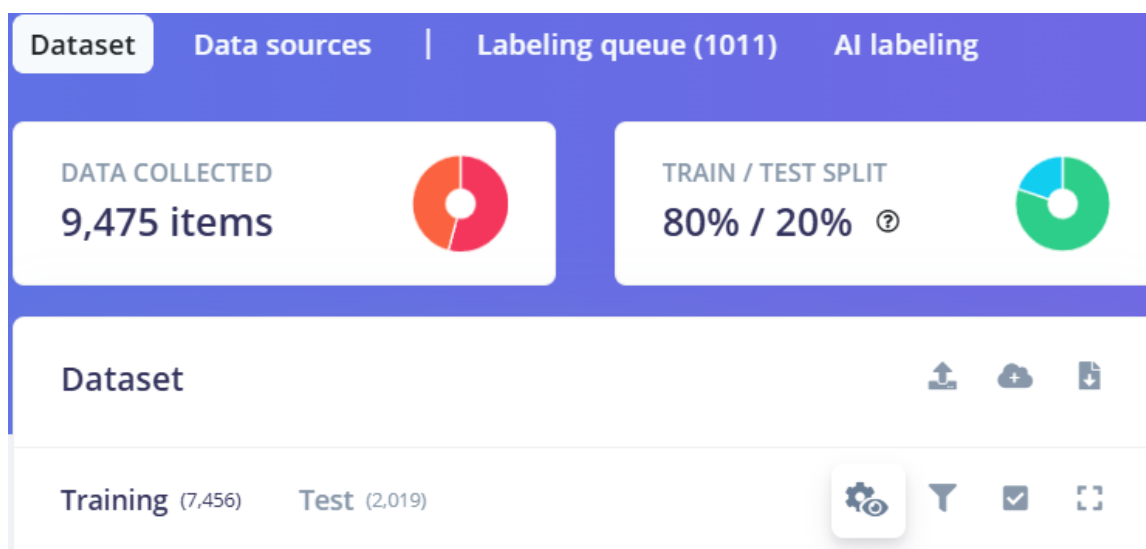 Dataset Data sources | Labeling queue (1011) AI labeling
DATA COLLECTED
9,475 items
TRAIN / TEST SPLIT
80% / 20% ?
Dataset
Training (7,456) Test (2,019)